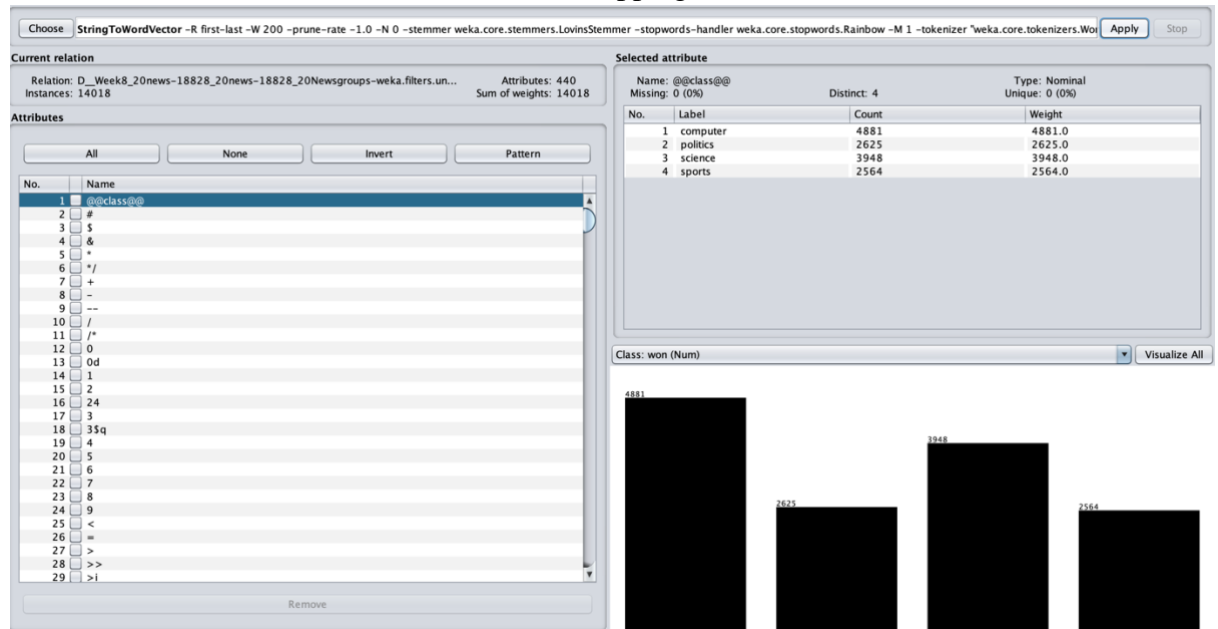 Choose StringToWordVector -R first-last -W 200 -prune-rate -1.0 -N 0 -stemmer weka.core.stemmers.LovinsStemmer -stopwords-handler weka.core.stopwords.Rainbow -M 1 -tokenizer "weka.core.tokenizers.Wor Apply Stop
Current relation
Relation: D__Week8_20news-18828_20news-18828_20Newsgroups-weka.filters.un... Attributes: 440
Instances: 14018 Sum of weights: 14018
Attributes
All None Invert Pattern
No. Name
1 @@class@@
2 #
3 $
4 &
5 *
6 */
7 +
8 -
9 --
10 /
11 /*
12 0
13 0d
14 1
15 2
16 24
17 3
18 3$q
19 4
20 5
21 6
22 7
23 8
24 9
25 <
26 =
27 >
28 >>
29 >i
Remove
Selected attribute
Name: @@class@@ Type: Nominal
Missing: 0 (0%) Distinct: 4 Unique: 0 (0%)
No. Label Count Weight
1 computer 4881 4881.0
2 politics 2625 2625.0
3 science 3948 3948.0
4 sports 2564 2564.0
Class: won (Num) Visualize All
4881
3948
2625
2564